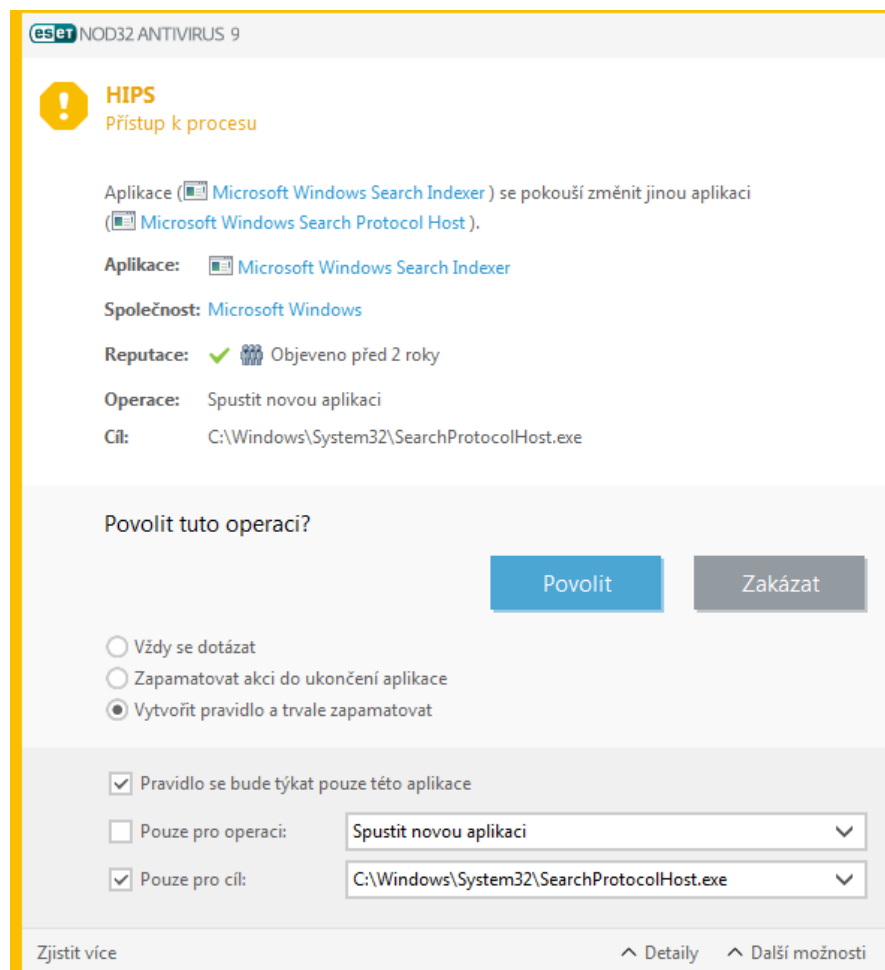 eseT NOD32 ANTIVIRUS 9
HIPS
Přístup k procesu
Aplikace ( Microsoft Windows Search Indexer ) se pokouší změnit jinou aplikaci
( Microsoft Windows Search Protocol Host ).
Aplikace: Microsoft Windows Search Indexer
Společnost: Microsoft Windows
Reputace: Objeveno před 2 roky
Operace: Spustit novou aplikaci
Cíl: C:\Windows\System32\SearchProtocolHost.exe
Povolit tuto operaci?
Povolit Zakázat
Vždy se dotázat
Zapamatovat akci do ukončení aplikace
Vytvořit pravidlo a trvale zapamatovat
Pravidlo se bude týkat pouze této aplikace
Pouze pro operaci: Spustit novou aplikaci
Pouze pro cíl: C:\Windows\System32\SearchProtocolHost.exe
Zjistit více Detaily Další možnosti